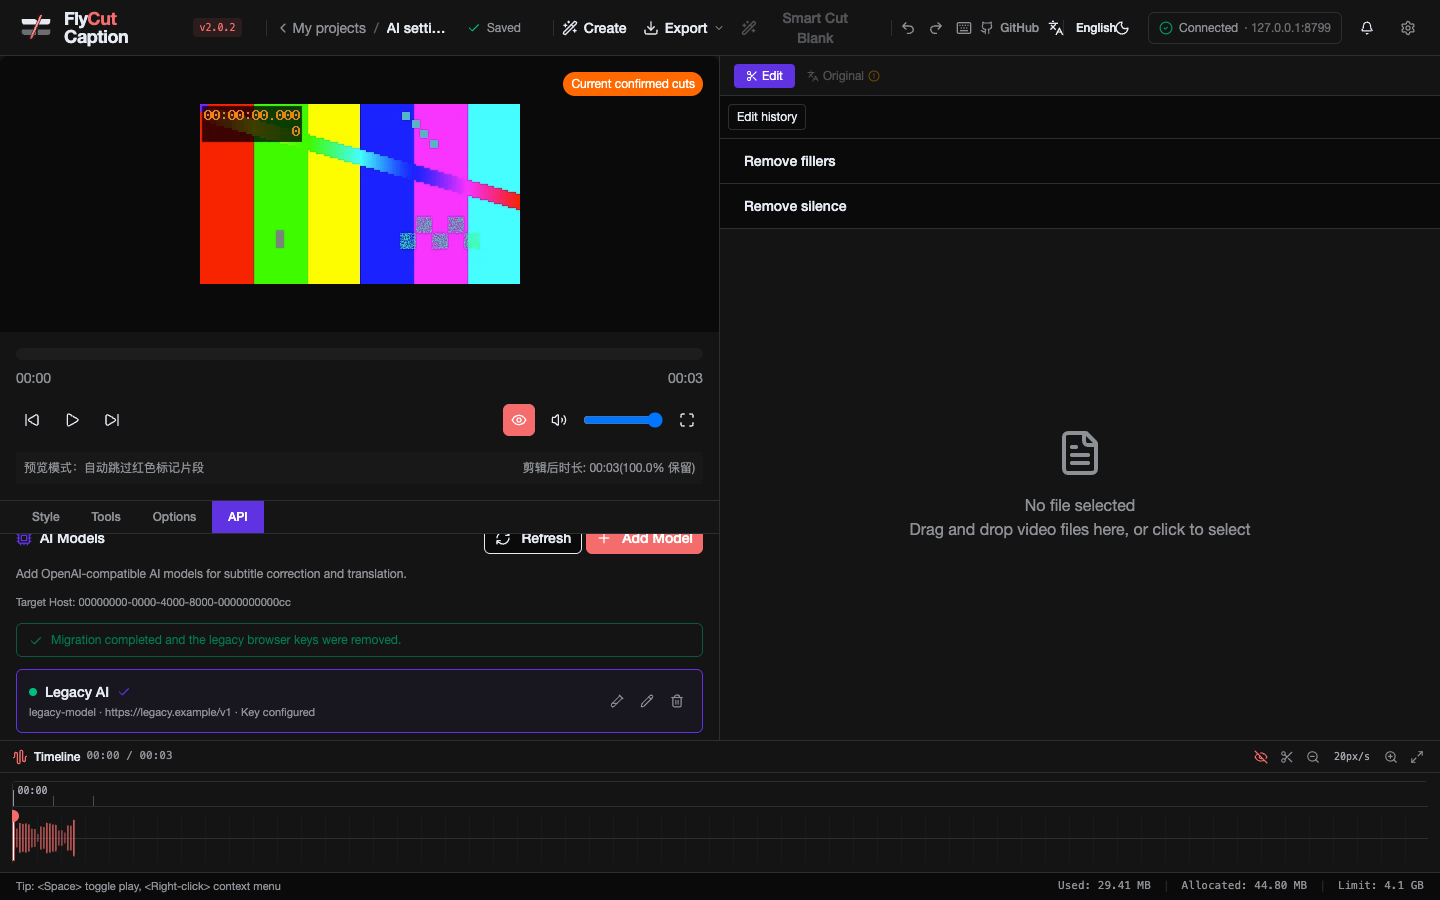 FlyCut Caption
v2.0.2
My projects / AI setti...
Saved
Create
Export
Smart Cut Blank
GitHub
English
Connected · 127.0.0.1:8799
Current confirmed cuts
00:00:00.000
0
Edit
Original
Edit history
Remove fillers
Remove silence
00:00
00:03
预览模式：自动跳过红色标记片段
剪辑后时长: 00:03(100.0% 保留)
Style
Tools
Options
API
AI Models
Refresh
Add Model
Add OpenAI-compatible AI models for subtitle correction and translation.
Target Host: 00000000-0000-4000-8000-0000000000cc
Migration completed and the legacy browser keys were removed.
Legacy AI
legacy-model · https://legacy.example/v1 · Key configured
No file selected
Drag and drop video files here, or click to select
Timeline
00:00 / 00:03
20px/s
00:00
Tip: <Space> toggle play, <Right-click> context menu
Used: 29.41 MB
Allocated: 44.80 MB
Limit: 4.1 GB